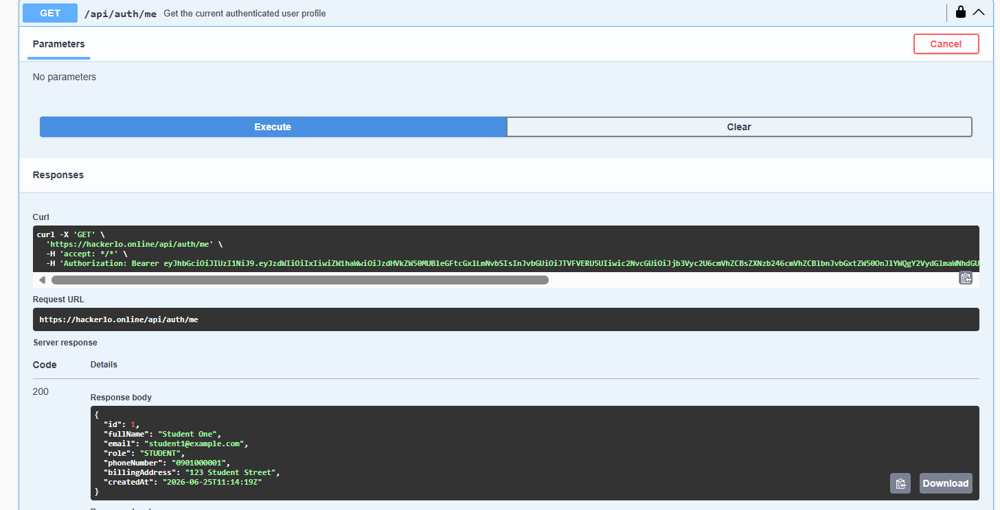 GET /api/auth/me Get the current authenticated user profile
Parameters
Cancel
No parameters
Execute
Clear
Responses
Curl
curl -X 'GET' \
'https://hackerlo.online/api/auth/me' \
-H 'accept: */*' \
-H 'Authorization: Bearer
Request URL
https://hackerlo.online/api/auth/me
Server response
Code Details
200
Response body
{
"id": 1,
"fullName": "Student One",
"email": "student1@example.com",
"role": "STUDENT",
"phoneNumber": "0901000001",
"billingAddress": "123 Student Street",
"createdAt": "2026-06-25T11:14:19Z"
}
Download